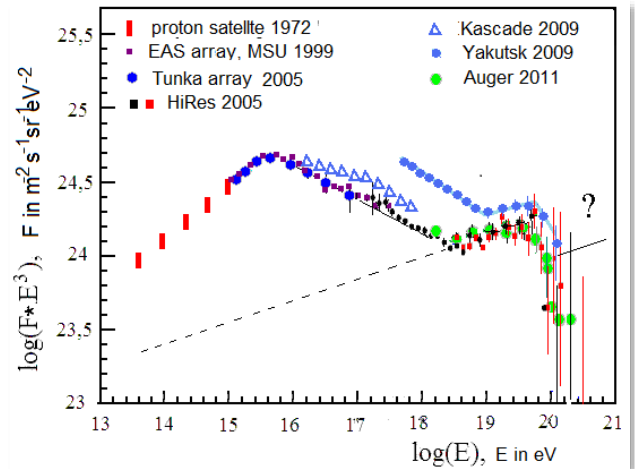 proton satellte 1972
EAS array, MSU 1999
Tunka array 2005
HiRes 2005
Kascade 2009
Yakutsk 2009
Auger 2011
?
log(F*E³), F in m² s⁻¹sr⁻¹eV⁻²
25.5
25
24.5
24
23.5
23
13 14 15 16 17 18 19 20 21
log(E), E in eV